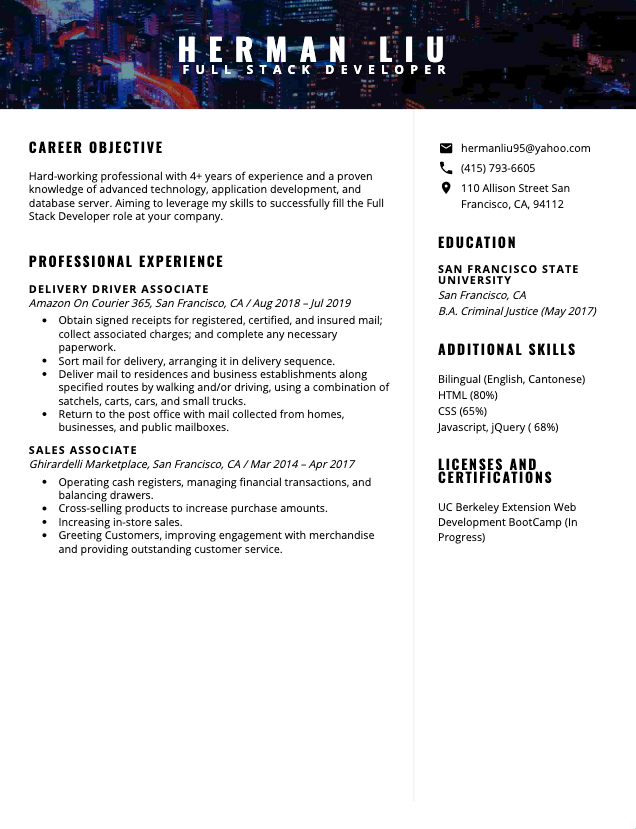 HERMAN LIU
FULL STACK DEVELOPER
CAREER OBJECTIVE
Hard-working professional with 4+ years of experience and a proven
knowledge of advanced technology, application development, and
database server. Aiming to leverage my skills to successfully fill the Full
Stack Developer role at your company.
PROFESSIONAL EXPERIENCE
DELIVERY DRIVER ASSOCIATE
Amazon On Courier 365, San Francisco, CA / Aug 2018 – Jul 2019
• Obtain signed receipts for registered, certified, and insured mail;
collect associated charges; and complete any necessary
paperwork.
• Sort mail for delivery, arranging it in delivery sequence.
• Deliver mail to residences and business establishments along
specified routes by walking and/or driving, using a combination of
satchels, carts, cars, and small trucks.
• Return to the post office with mail collected from homes,
businesses, and public mailboxes.
SALES ASSOCIATE
Ghirardelli Marketplace, San Francisco, CA / Mar 2014 – Apr 2017
• Operating cash registers, managing financial transactions, and
balancing drawers.
• Cross-selling products to increase purchase amounts.
• Increasing in-store sales.
• Greeting Customers, improving engagement with merchandise
and providing outstanding customer service.
hermanliu95@yahoo.com
(415) 793-6605
110 Allison Street San
Francisco, CA, 94112
EDUCATION
SAN FRANCISCO STATE
UNIVERSITY
San Francisco, CA
B.A. Criminal Justice (May 2017)
ADDITIONAL SKILLS
Bilingual (English, Cantonese)
HTML (80%)
CSS (65%)
Javascript, jQuery ( 68%)
LICENSES AND
CERTIFICATIONS
UC Berkeley Extension Web
Development BootCamp (In
Progress)